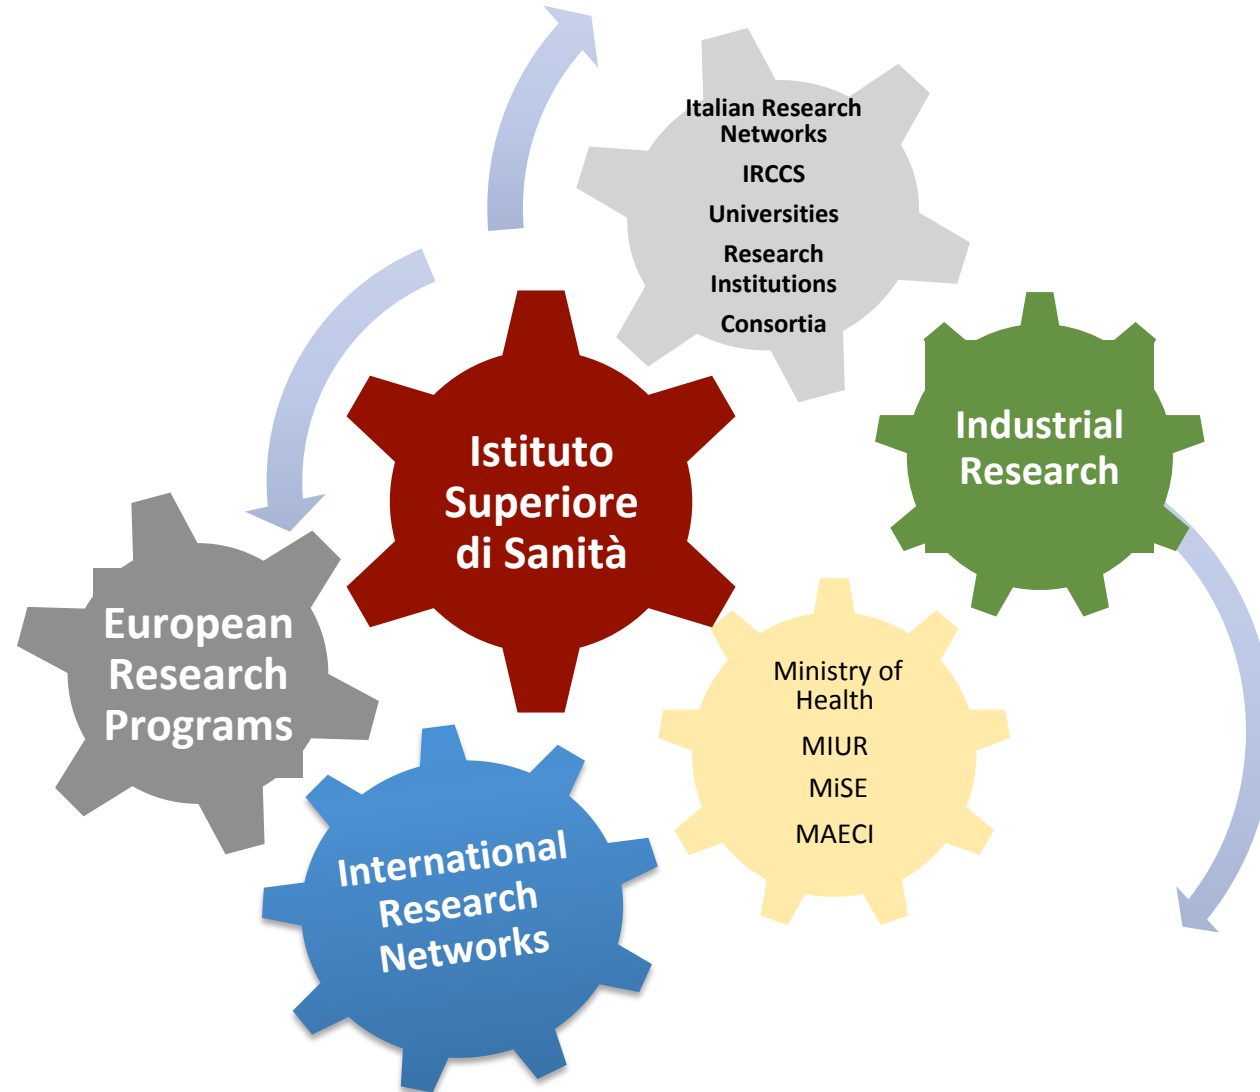 Italian Research
Networks
IRCCS
Universities
Research
Institutions
Consortia
Industrial
Research
Istituto
Superiore
di Sanità
European
Research
Programs
Ministry of
Health
MIUR
MiSE
MAECI
International
Research
Networks